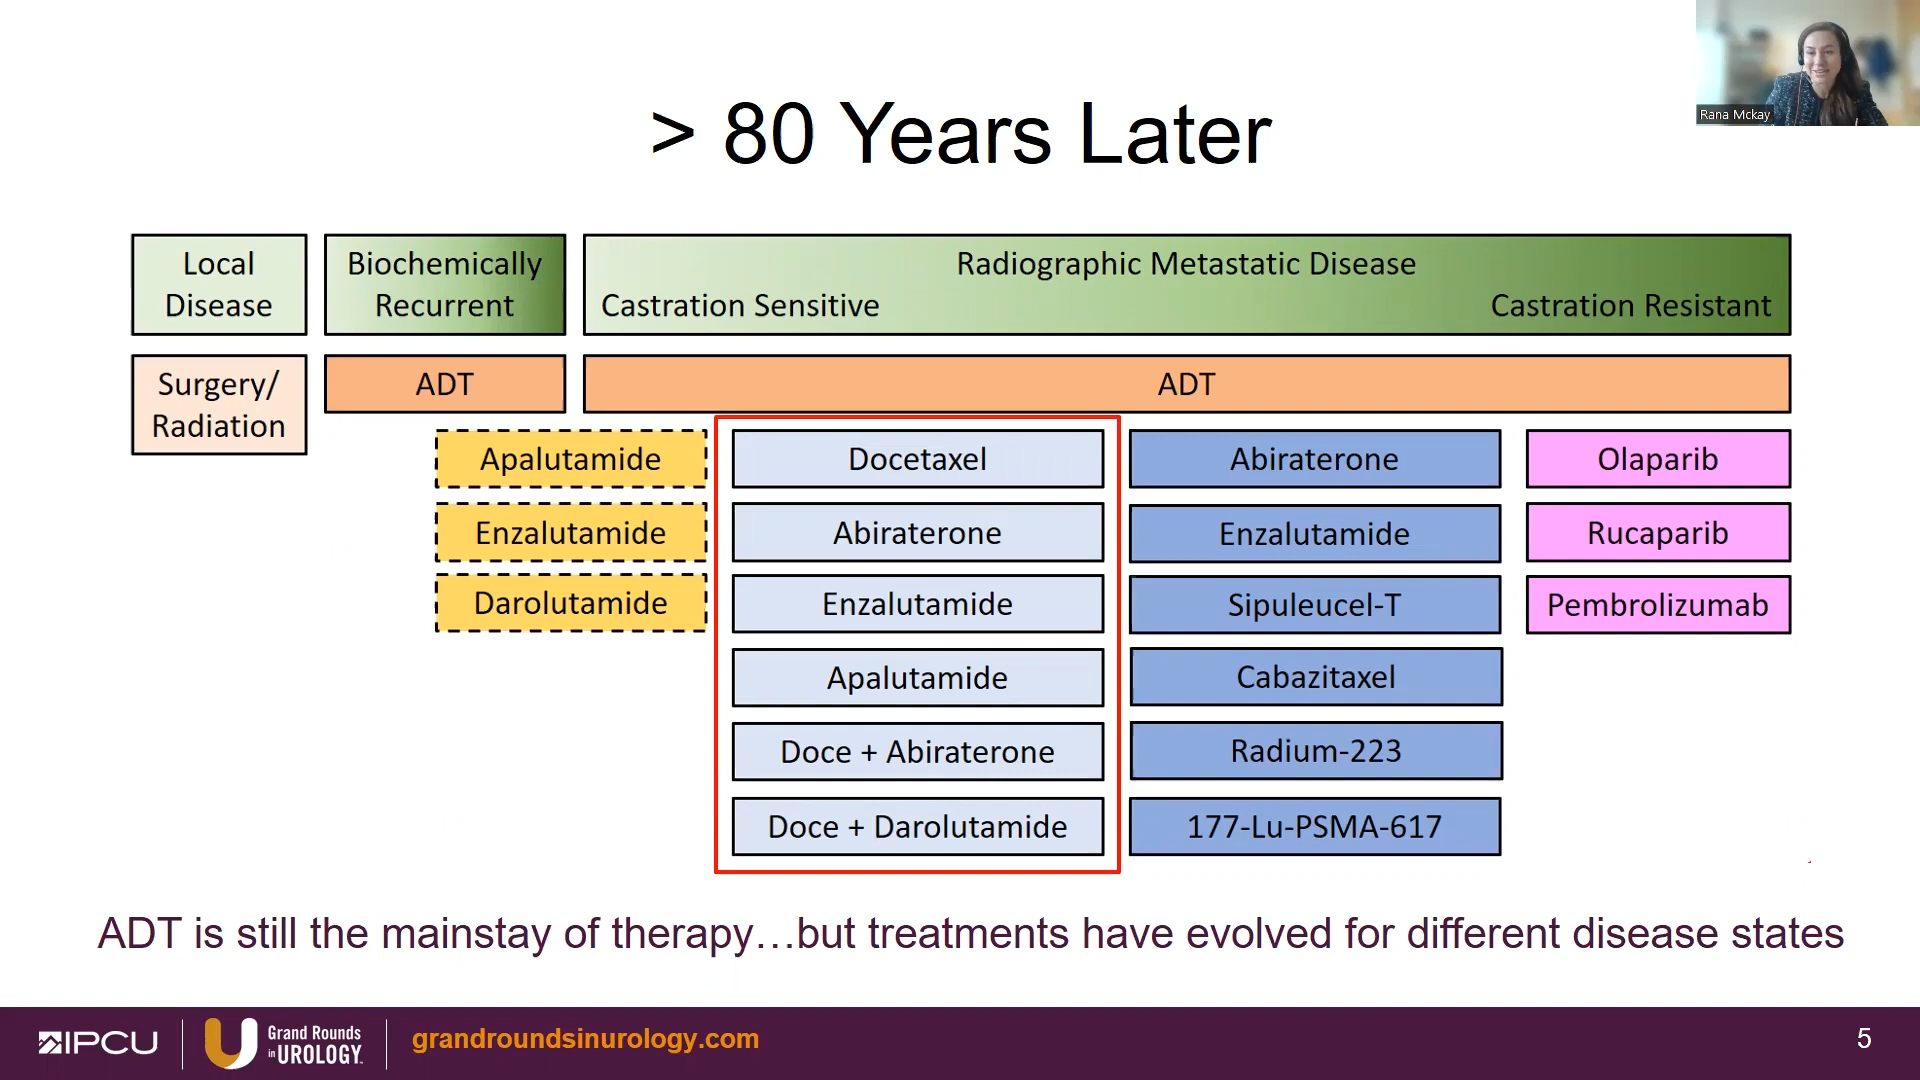 Rana Mckay
> 80 Years Later
Local
Disease
Biochemically
Recurrent
Radiographic Metastatic Disease
Castration Sensitive
Castration Resistant
Surgery/
Radiation
ADT
ADT
Apalutamide
Enzalutamide
Darolutamide
Docetaxel
Abiraterone
Enzalutamide
Apalutamide
Doce + Abiraterone
Doce + Darolutamide
Abiraterone
Enzalutamide
Sipuleucel-T
Cabazitaxel
Radium-223
177-Lu-PSMA-617
Olaparib
Rucaparib
Pembrolizumab
ADT is still the mainstay of therapy…but treatments have evolved for different disease states
IPCU
Grand Rounds
in UROLOGY
grandroundsinurology.com
5